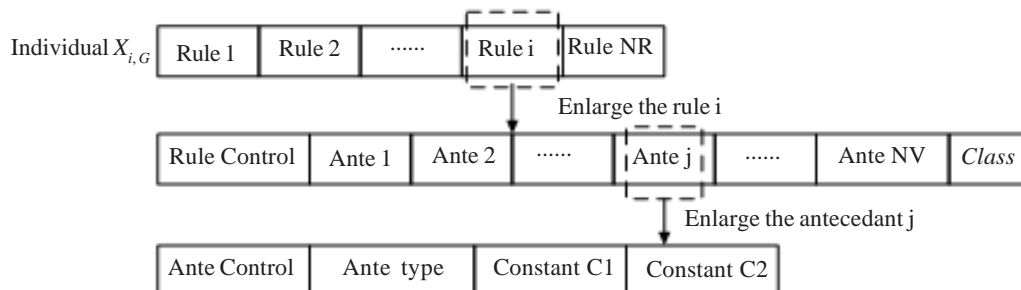 Individual X_{i,G} Rule 1 Rule 2 ...... Rule i Rule NR
Enlarge the rule i
Rule Control Ante 1 Ante 2 ...... Ante j ...... Ante NV Class
Enlarge the antecedant j
Ante Control Ante type Constant C1 Constant C2